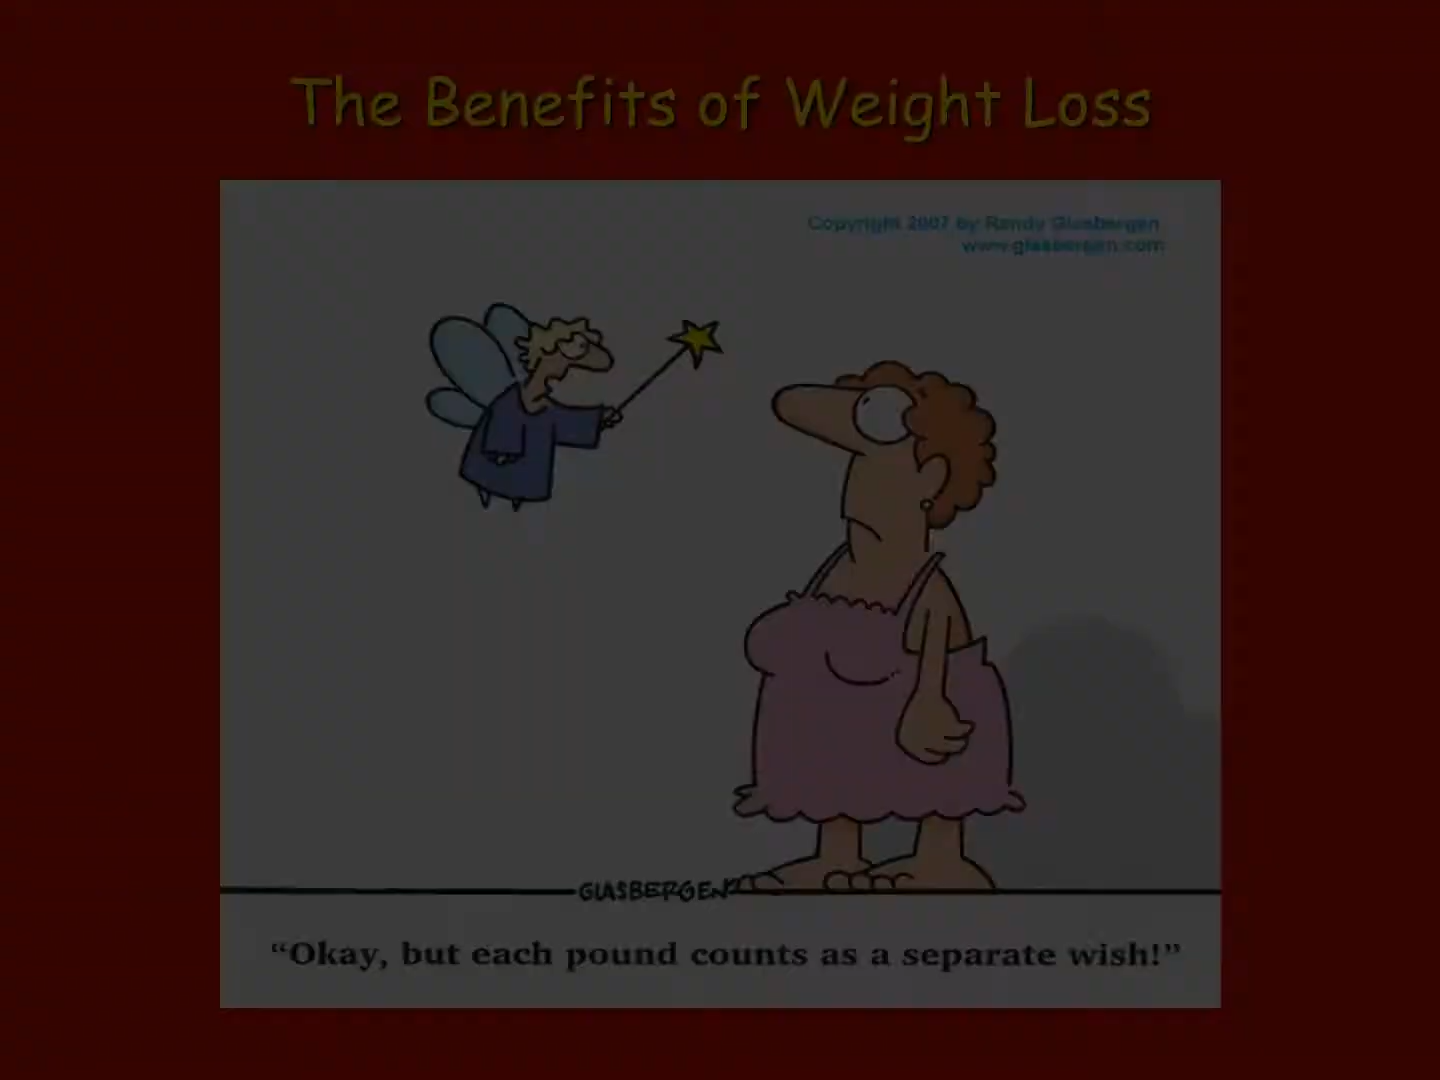 The Benefits of Weight Loss
Copyright 2007 by Randy Glasbergen
www.glasbergen.com
GLASBERGEN
“Okay, but each pound counts as a separate wish!”